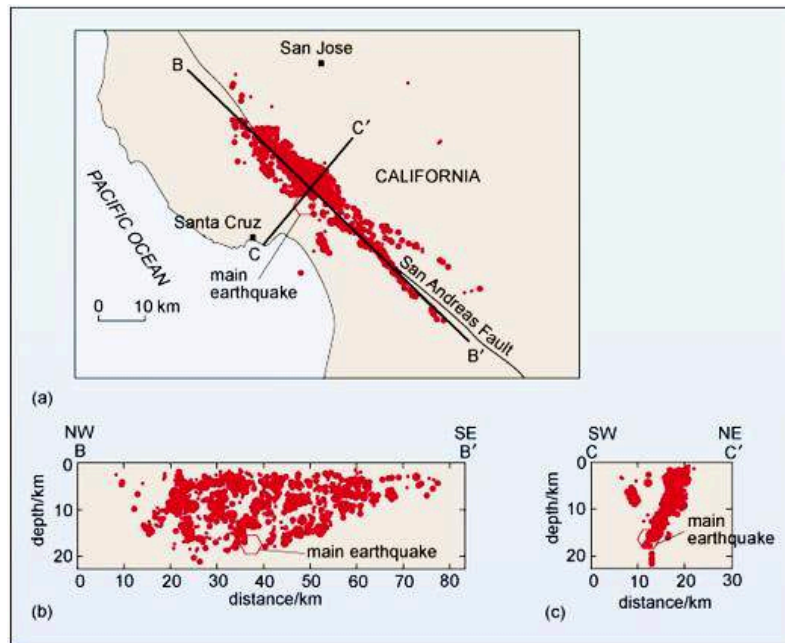 San Jose
B
C'
CALIFORNIA
PACIFIC OCEAN
Santa Cruz
C
main
earthquake
San Andreas Fault
0 10 km
B'
(a)
NW
B
SE
B'
0
10
20
depth/km
main earthquake
0 10 20 30 40 50 60 70 80
distance/km
(b)
SW
C
NE
C'
0
10
20
depth/km
main
earthquake
0 10 20 30
distance/km
(c)